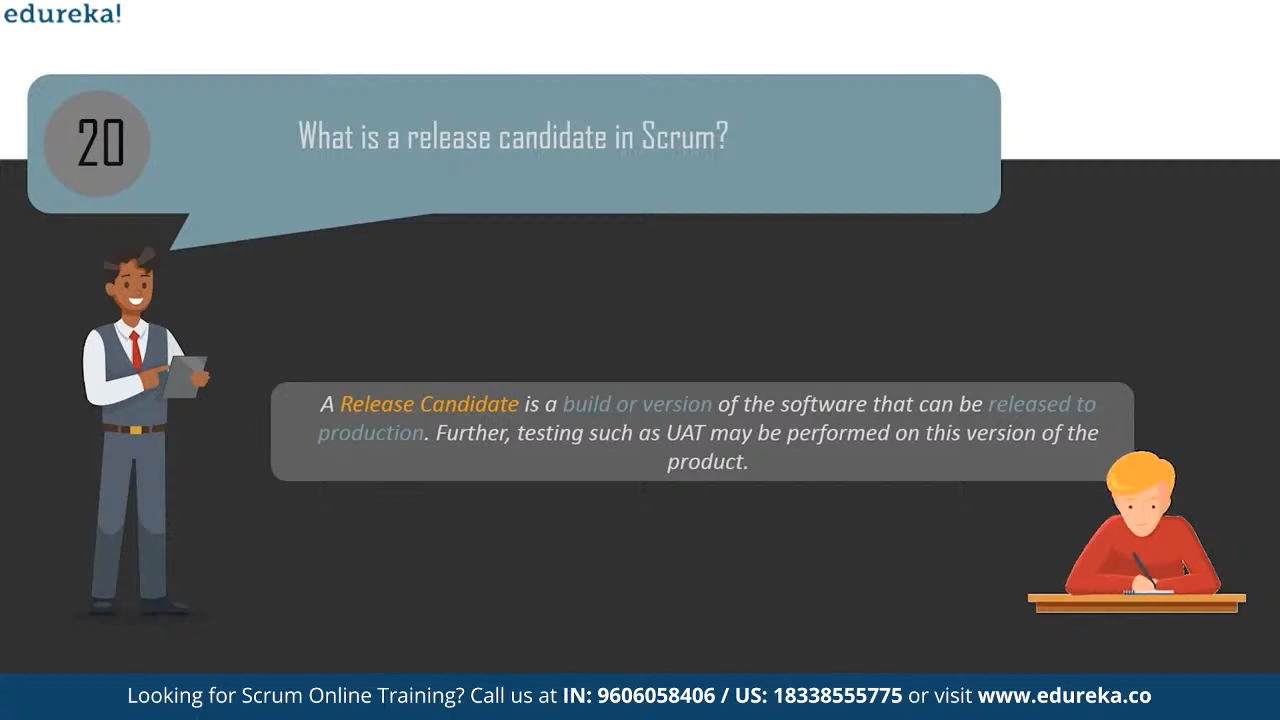 edureka!
20
What is a release candidate in Scrum?
A Release Candidate is a build or version of the software that can be released to
production. Further, testing such as UAT may be performed on this version of the
product.
Looking for Scrum Online Training? Call us at IN: 9606058406 / US: 18338555775 or visit www.edureka.co